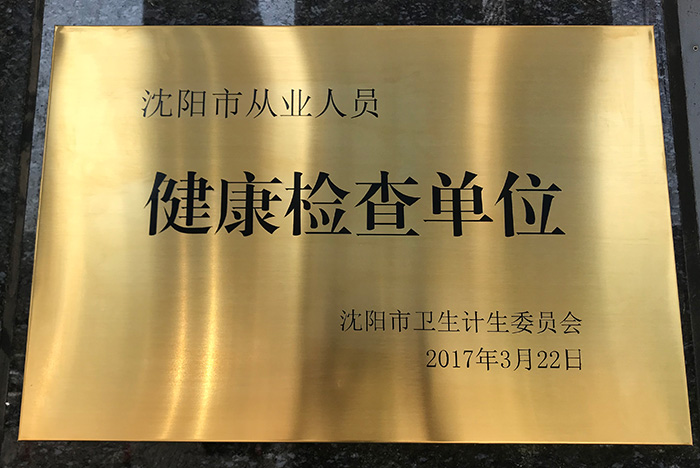 沈阳市从业人员
健康检查单位
沈阳市卫生计生委员会
2017年3月22日